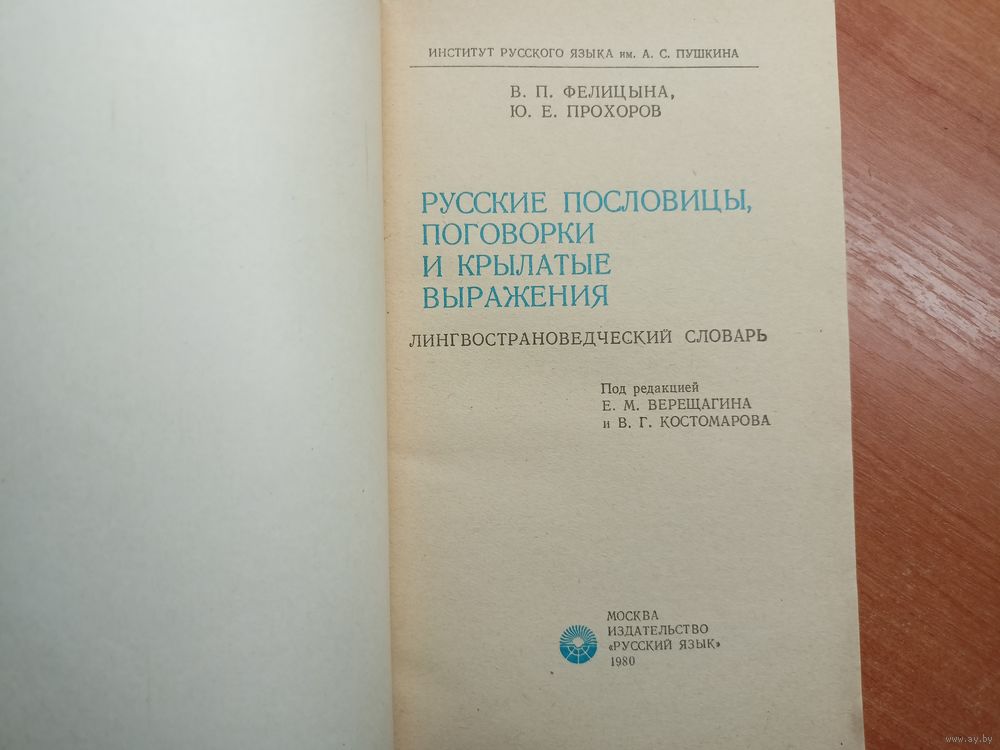 ИНСТИТУТ РУССКОГО ЯЗЫКА им. А. С. ПУШКИНА
В. П. ФЕЛИЦЫНА,
Ю. Е. ПРОХОРОВ
РУССКИЕ ПОСЛОВИЦЫ,
ПОГОВОРКИ
И КРЫЛАТЫЕ
ВЫРАЖЕНИЯ
ЛИНГВОСТРАНОВЕДЧЕСКИЙ СЛОВАРЬ
Под редакцией
Е. М. ВЕРЕЩАГИНА
и В. Г. КОСТОМАРОВА
МОСКВА
ИЗДАТЕЛЬСТВО
«РУССКИЙ ЯЗЫК»
1980
www.ay.by